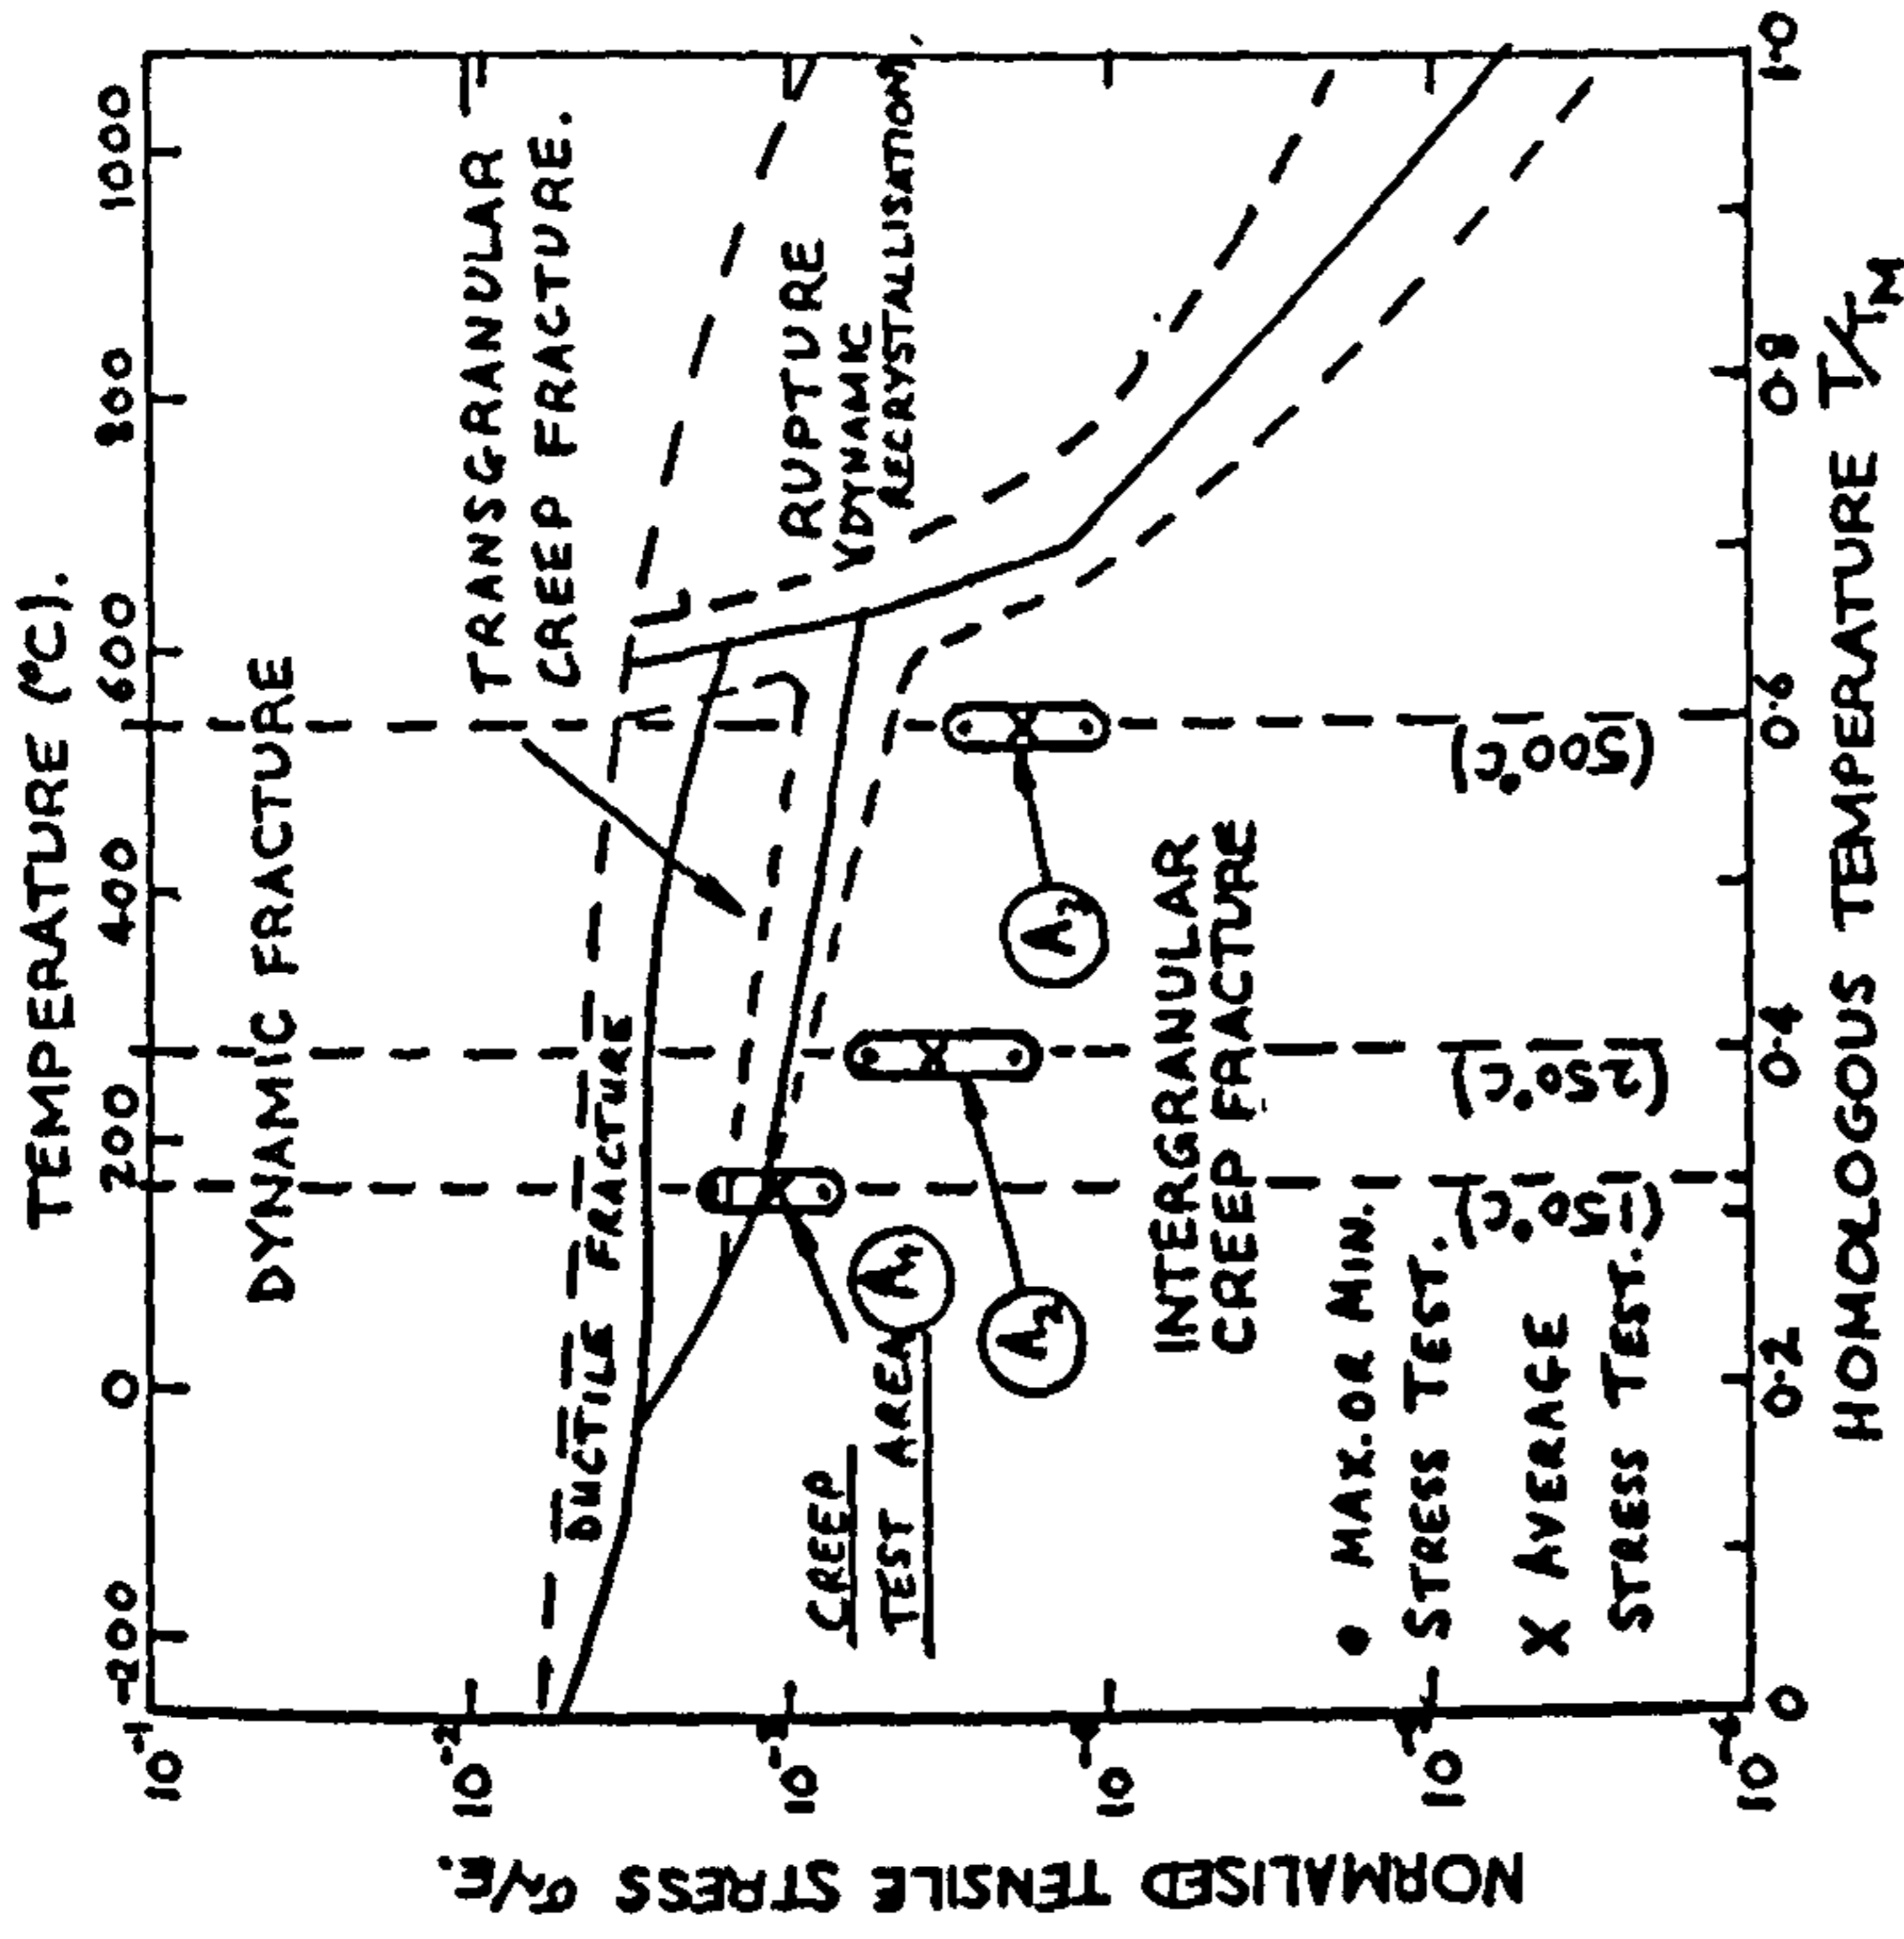 TEMPERATURE (°C).
-200 0 200 400 600 800 1000
DYNAMIC FRACTURE
TRANSGRANULAR
CREEP FRACTURE.
DUCTILE FRACTURE
RUPTURE
DYNAMIC
RECRYSTALLISATION
CREEP
TEST AREA
A1
A2
INTERGRANULAR
CREEP FRACTURE
● MAX. OR MIN.
STRESS TEST.
X AVERAGE
STRESS TEST.
(150°C)
(250°C)
(500°C)
0 0.2 0.4 0.6 0.8 1.0
HOMOLOGOUS TEMPERATURE T/TM
NORMALISED TENSILE STRESS σ/E.
10-1
10-2
10-3
10-4
10-5
10-6